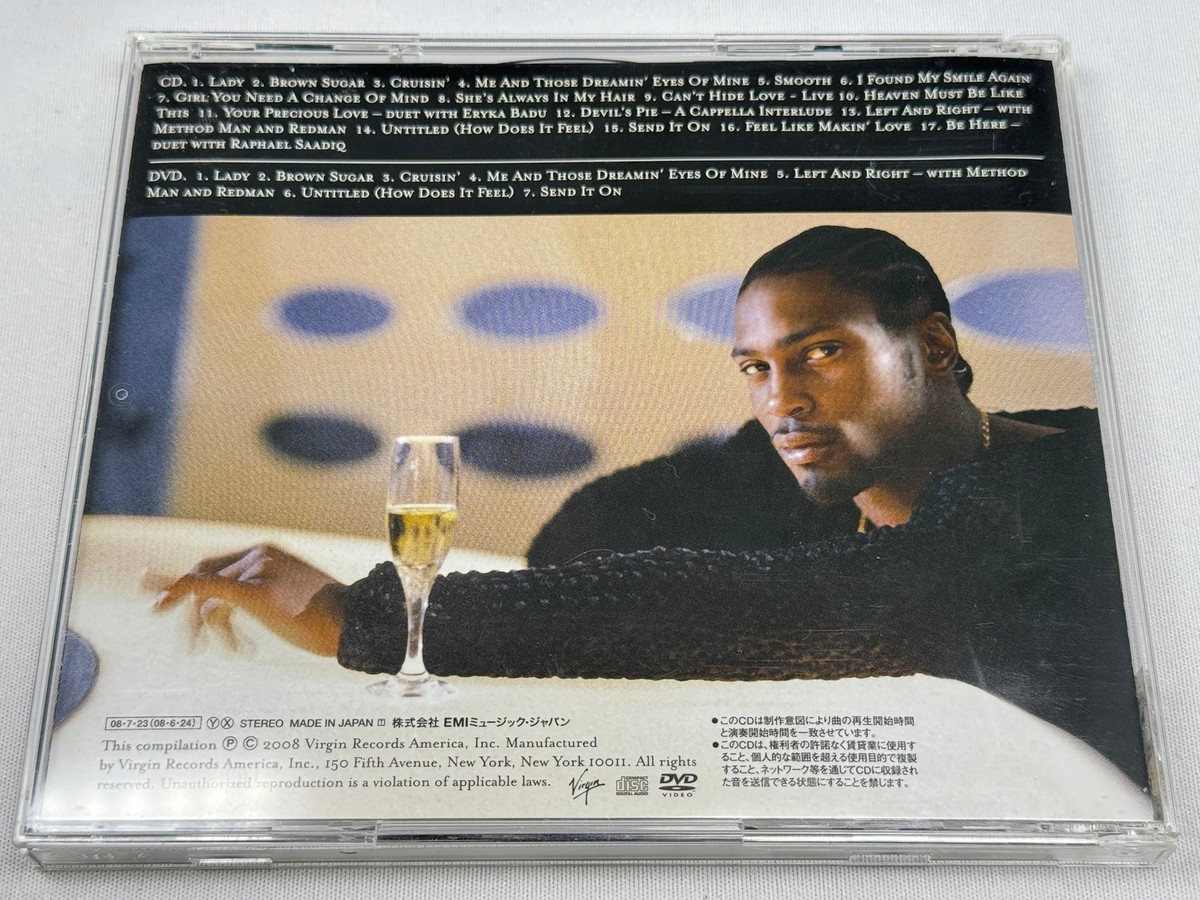 CD. 1. Lady 2. Brown Sugar 3. Cruisin' 4. Me And Those Dreamin' Eyes Of Mine 5. Smooth 6. I Found My Smile Again
7. Girl You Need A Change Of Mind 8. She's Always In My Hair 9. Can't Hide Love - Live 10. Heaven Must Be Like
This 11. Your Precious Love – duet with Eryka Badu 12. Devil's Pie – A Cappella Interlude 13. Left And Right – with
Method Man and Redman 14. Untitled (How Does It Feel) 15. Send It On 16. Feel Like Makin' Love 17. Be Here –
duet with Raphael Saadiq
DVD. 1. Lady 2. Brown Sugar 3. Cruisin' 4. Me And Those Dreamin' Eyes Of Mine 5. Left And Right – with Method
Man and Redman 6. Untitled (How Does It Feel) 7. Send It On
08・7・23 (08・6・24) Ⓨ Ⓧ STEREO MADE IN JAPAN 株式会社 EMIミュージック・ジャパン
This compilation ℗ © 2008 Virgin Records America, Inc. Manufactured
by Virgin Records America, Inc., 150 Fifth Avenue, New York, New York 10011. All rights
reserved. Unauthorized reproduction is a violation of applicable laws. Virgin COMPACT disc DIGITAL AUDIO DVD VIDEO
●このCDは制作意図により曲の再生開始時間
と演奏開始時間を一致させています。
●このCDは、権利者の許諾なく賃貸業に使用す
ること、個人的な範囲を超える使用目的で複製
すること、ネットワーク等を通じてCDに収録され
た音を送信できる状態にすることを禁じます。